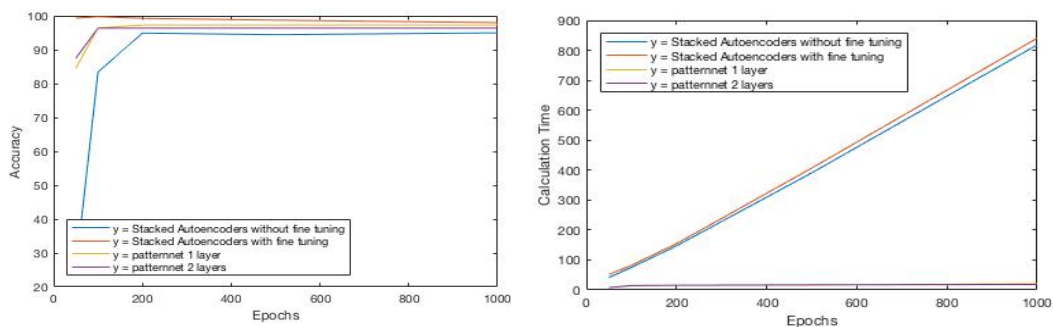 100
90
80
70
60
50
40
30
20
Accuracy
y = Stacked Autoencoders without fine tuning
y = Stacked Autoencoders with fine tuning
y = patternnet 1 layer
y = patternnet 2 layers
0 200 400 600 800 1000
Epochs
900
800
700
600
500
400
300
200
100
0
Calculation Time
y = Stacked Autoencoders without fine tuning
y = Stacked Autoencoders with fine tuning
y = patternnet 1 layer
y = patternnet 2 layers
0 200 400 600 800 1000
Epochs